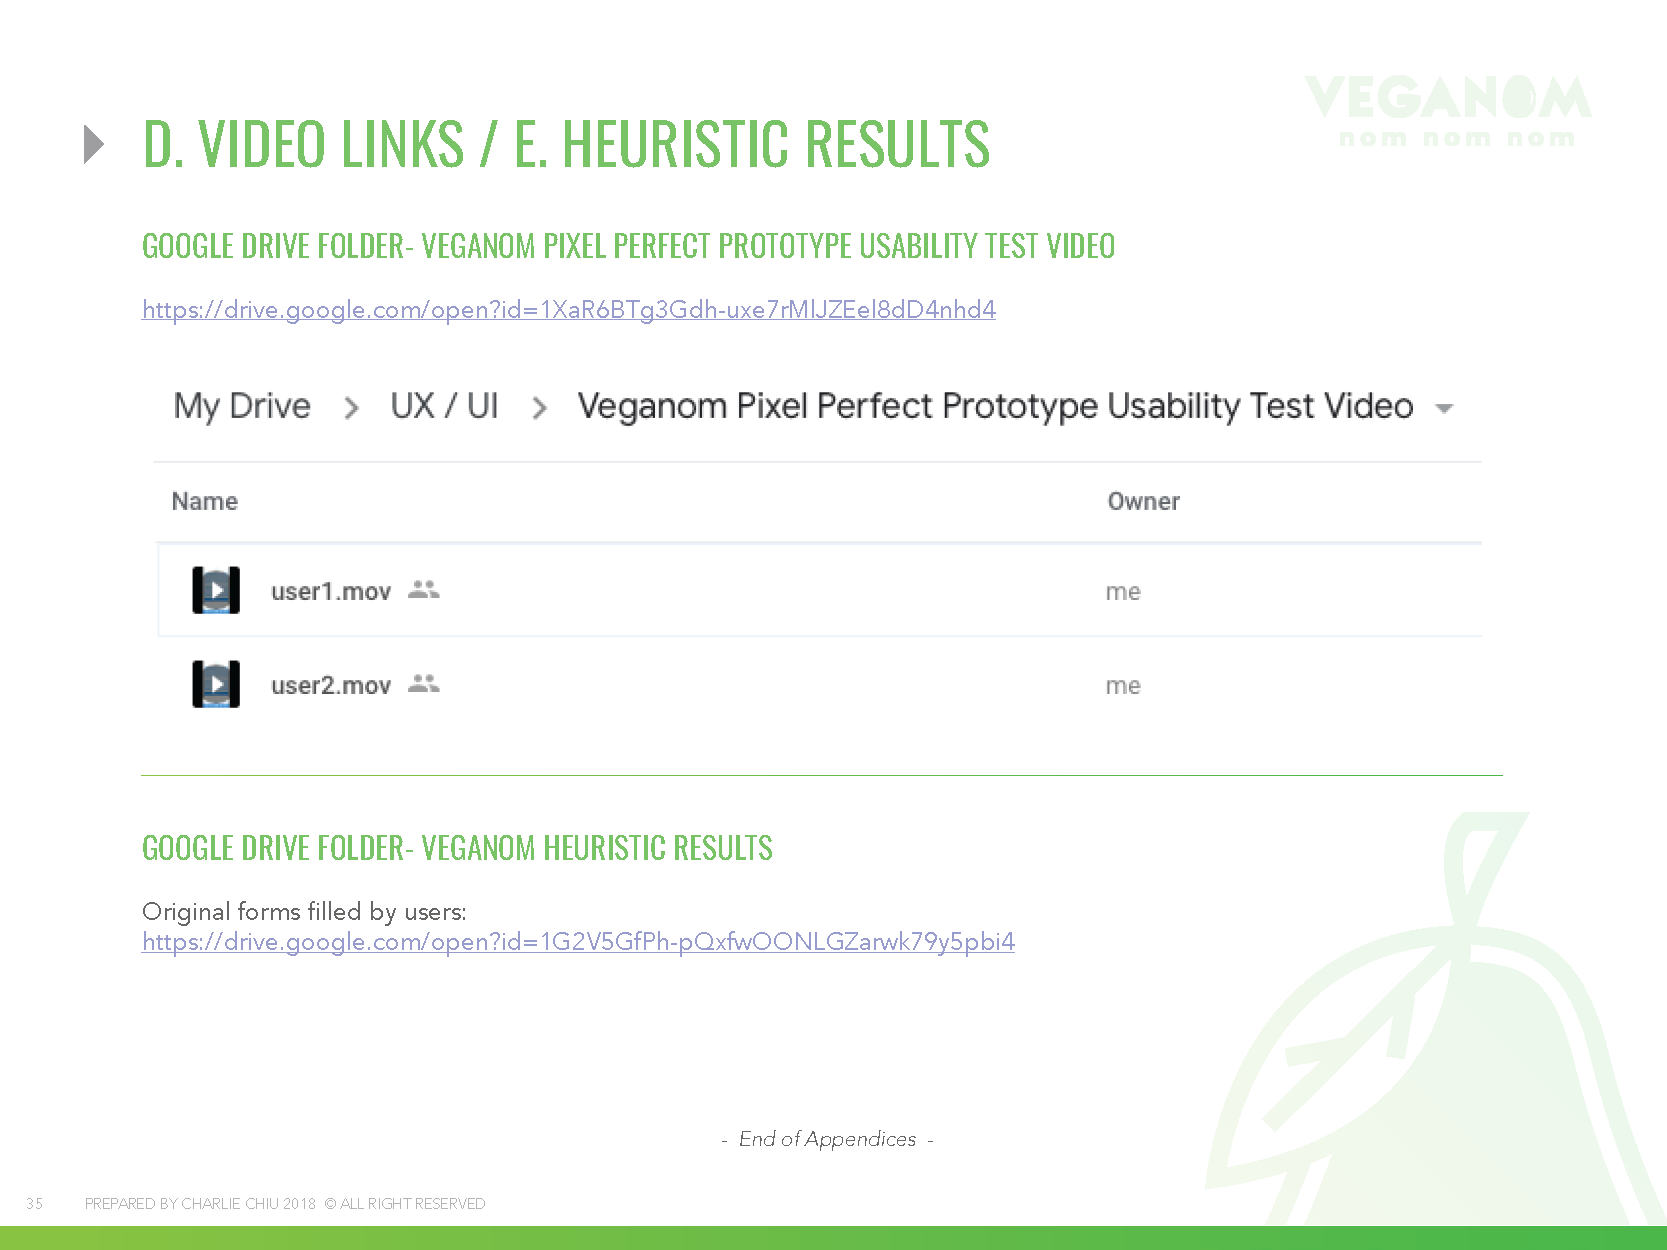 VEGANOM
nom nom nom
D. VIDEO LINKS / E. HEURISTIC RESULTS
GOOGLE DRIVE FOLDER- VEGANOM PIXEL PERFECT PROTOTYPE USABILITY TEST VIDEO
https://drive.google.com/open?id=1XaR6BTg3Gdh-uxe7rMlJZEel8dD4nhd4
My Drive > UX / UI > Veganom Pixel Perfect Prototype Usability Test Video
Name Owner
user1.mov me
user2.mov me
GOOGLE DRIVE FOLDER- VEGANOM HEURISTIC RESULTS
Original forms filled by users:
https://drive.google.com/open?id=1G2V5GfPh-pQxfwOONLGZarwk79y5pbi4
- End of Appendices -
35 PREPARED BY CHARLIE CHIU 2018 © ALL RIGHT RESERVED